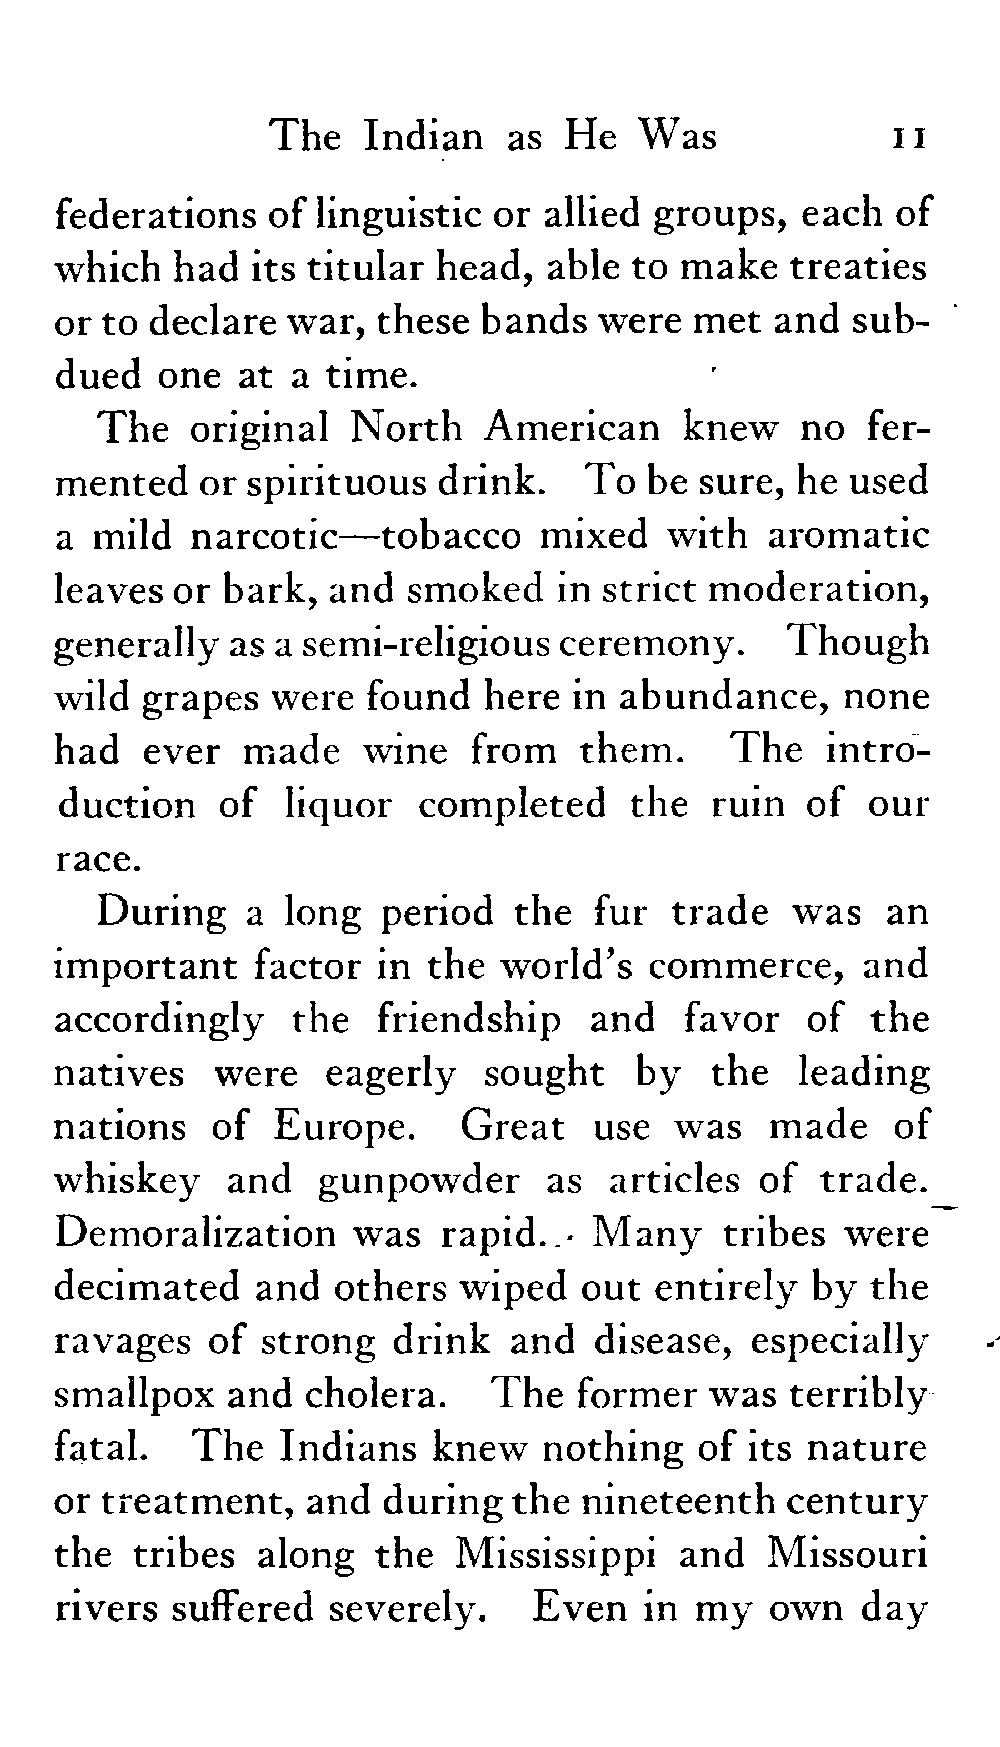 The Indian as He Was 11
federations of linguistic or allied groups, each of
which had its titular head, able to make treaties
or to declare war, these bands were met and sub-
dued one at a time.
The original North American knew no fer-
mented or spirituous drink. To be sure, he used
a mild narcotic—tobacco mixed with aromatic
leaves or bark, and smoked in strict moderation,
generally as a semi-religious ceremony. Though
wild grapes were found here in abundance, none
had ever made wine from them. The intro-
duction of liquor completed the ruin of our
race.
During a long period the fur trade was an
important factor in the world's commerce, and
accordingly the friendship and favor of the
natives were eagerly sought by the leading
nations of Europe. Great use was made of
whiskey and gunpowder as articles of trade.
Demoralization was rapid. Many tribes were
decimated and others wiped out entirely by the
ravages of strong drink and disease, especially
smallpox and cholera. The former was terribly
fatal. The Indians knew nothing of its nature
or treatment, and during the nineteenth century
the tribes along the Mississippi and Missouri
rivers suffered severely. Even in my own day